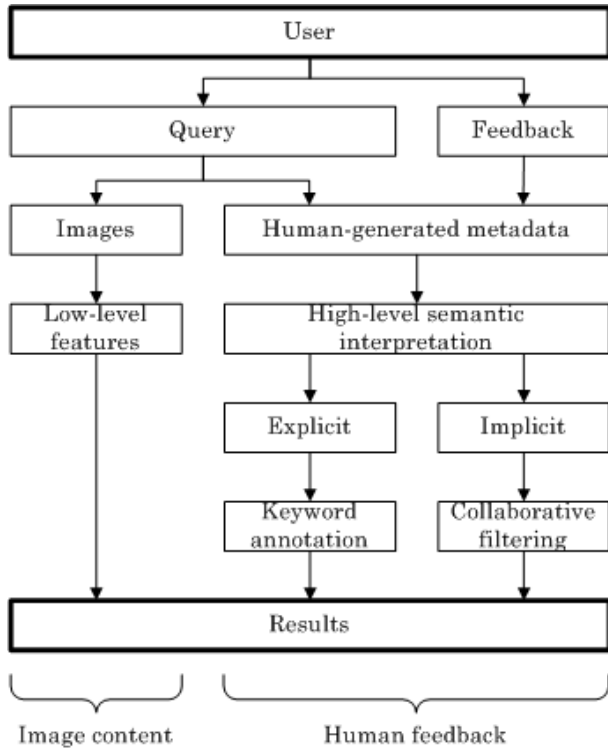 User
Query
Feedback
Images
Human-generated metadata
Low-level
features
High-level semantic
interpretation
Explicit
Implicit
Keyword
annotation
Collaborative
filtering
Results
Image content
Human feedback